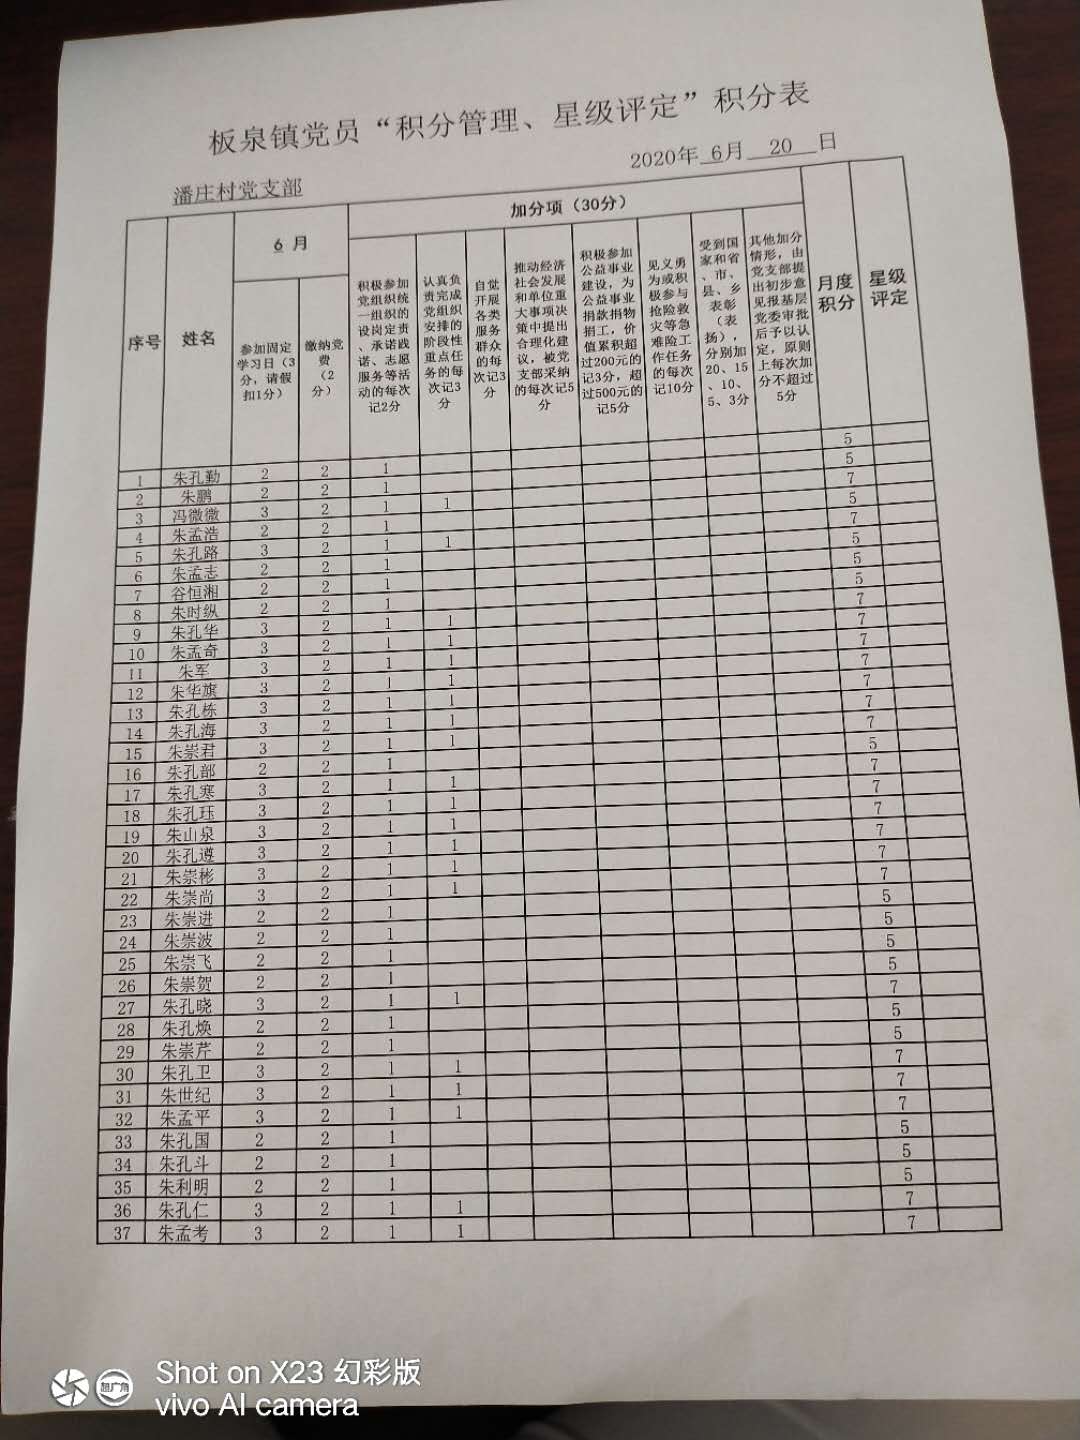 板泉镇党员“积分管理、星级评定”积分表
潘庄村党支部 2020年 6月 20 日
序号 姓名 6 月 加分项（30分） 月度积分 星级评定
参加固定学习日（3分，请假扣1分）
缴纳党费（2分）
积极参加党组织统一组织的设岗定责、承诺践诺、志愿服务等活动的每次记2分
认真负责完成党组织安排的阶段性重点任务的每次记3分
自觉开展各类服务群众的每次记3分
推动经济社会发展和单位重大事项决策中提出合理化建议，被党支部采纳的每次记5分
积极参加公益事业建设，为公益事业捐款捐物捐工，价值累积超过200元的记3分，超过500元的记5分
见义勇为或积极参与抢险救灾等急难险工作任务的每次记10分
受到国家和省、市、县、乡表彰（表扬），分别加20、15、10、5、3分
其他加分情形，由党支部提出初步意见报基层党委审批后予以认定，原则上每次加分不超过5分
1 朱孔勤 2 2 1 5
2 朱鹏 2 2 1 5
3 冯微微 3 2 1 1 7
4 朱孟浩 2 2 1 5
5 朱孔路 3 2 1 1 7
6 朱孟志 2 2 1 5
7 谷恒湘 2 2 1 5
8 朱时纵 2 2 1 5
9 朱孔华 3 2 1 1 7
10 朱孟奇 3 2 1 1 7
11 朱军 3 2 1 1 7
12 朱华旗 3 2 1 1 7
13 朱孔栋 3 2 1 1 7
14 朱孔海 3 2 1 1 7
15 朱崇君 3 2 1 1 7
16 朱孔部 2 2 1 5
17 朱孔寒 3 2 1 1 7
18 朱孔珏 3 2 1 1 7
19 朱山泉 3 2 1 1 7
20 朱孔遵 3 2 1 1 7
21 朱崇彬 3 2 1 1 7
22 朱崇尚 3 2 1 1 7
23 朱崇进 2 2 1 5
24 朱崇波 2 2 1 5
25 朱崇飞 2 2 1 5
26 朱崇贺 2 2 1 5
27 朱孔晓 3 2 1 1 7
28 朱孔焕 2 2 1 5
29 朱崇芹 2 2 1 5
30 朱孔卫 3 2 1 1 7
31 朱世纪 3 2 1 1 7
32 朱孟平 3 2 1 1 7
33 朱孔国 2 2 1 5
34 朱孔斗 2 2 1 5
35 朱利明 2 2 1 5
36 朱孔仁 3 2 1 1 7
37 朱孟考 3 2 1 1 7
超广角
Shot on X23 幻彩版
vivo AI camera